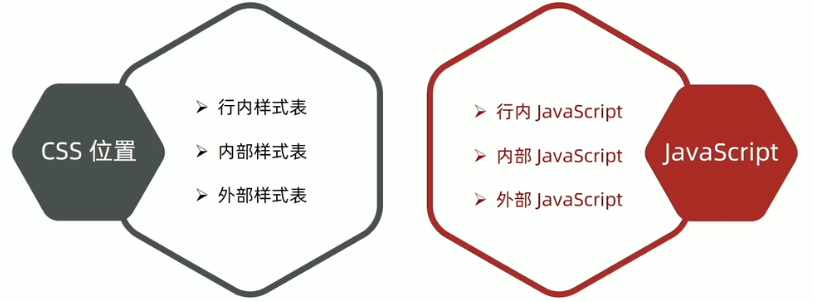 CSS 位置
行内样式表
内部样式表
外部样式表
行内 JavaScript
内部 JavaScript
外部 JavaScript
JavaScript